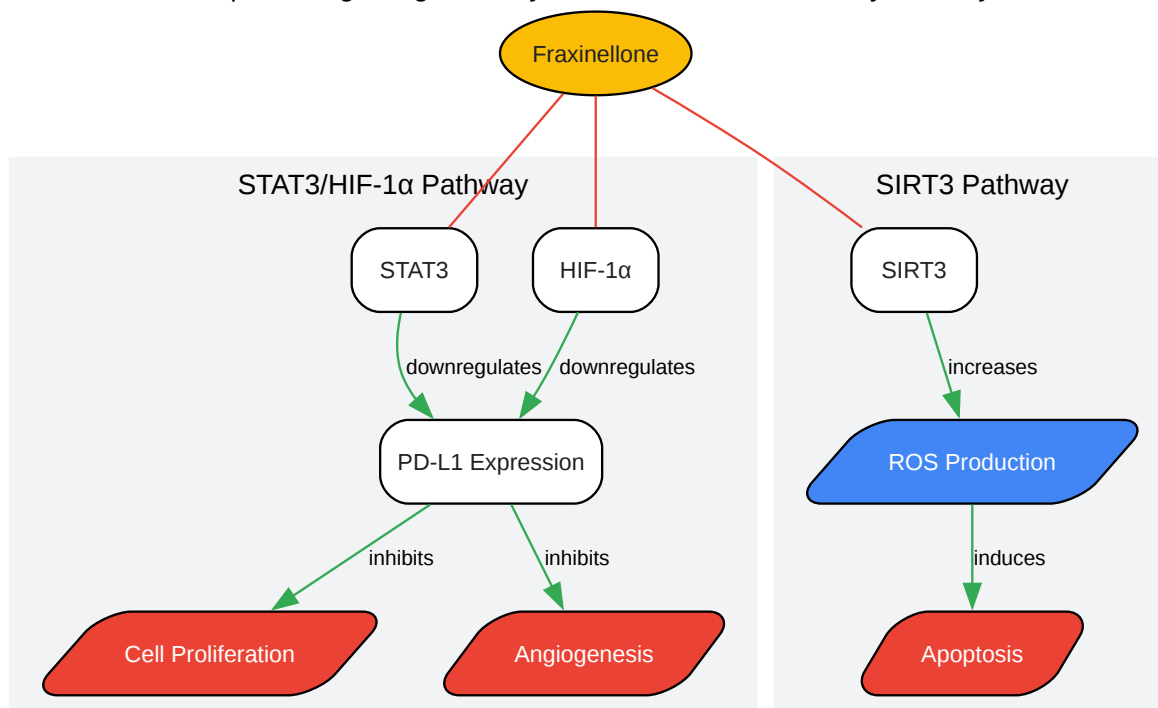 Fraxinellone
STAT3/HIF-1α Pathway
SIRT3 Pathway
STAT3
HIF-1α
SIRT3
downregulates
downregulates
increases
PD-L1 Expression
ROS Production
inhibits
inhibits
induces
Cell Proliferation
Angiogenesis
Apoptosis